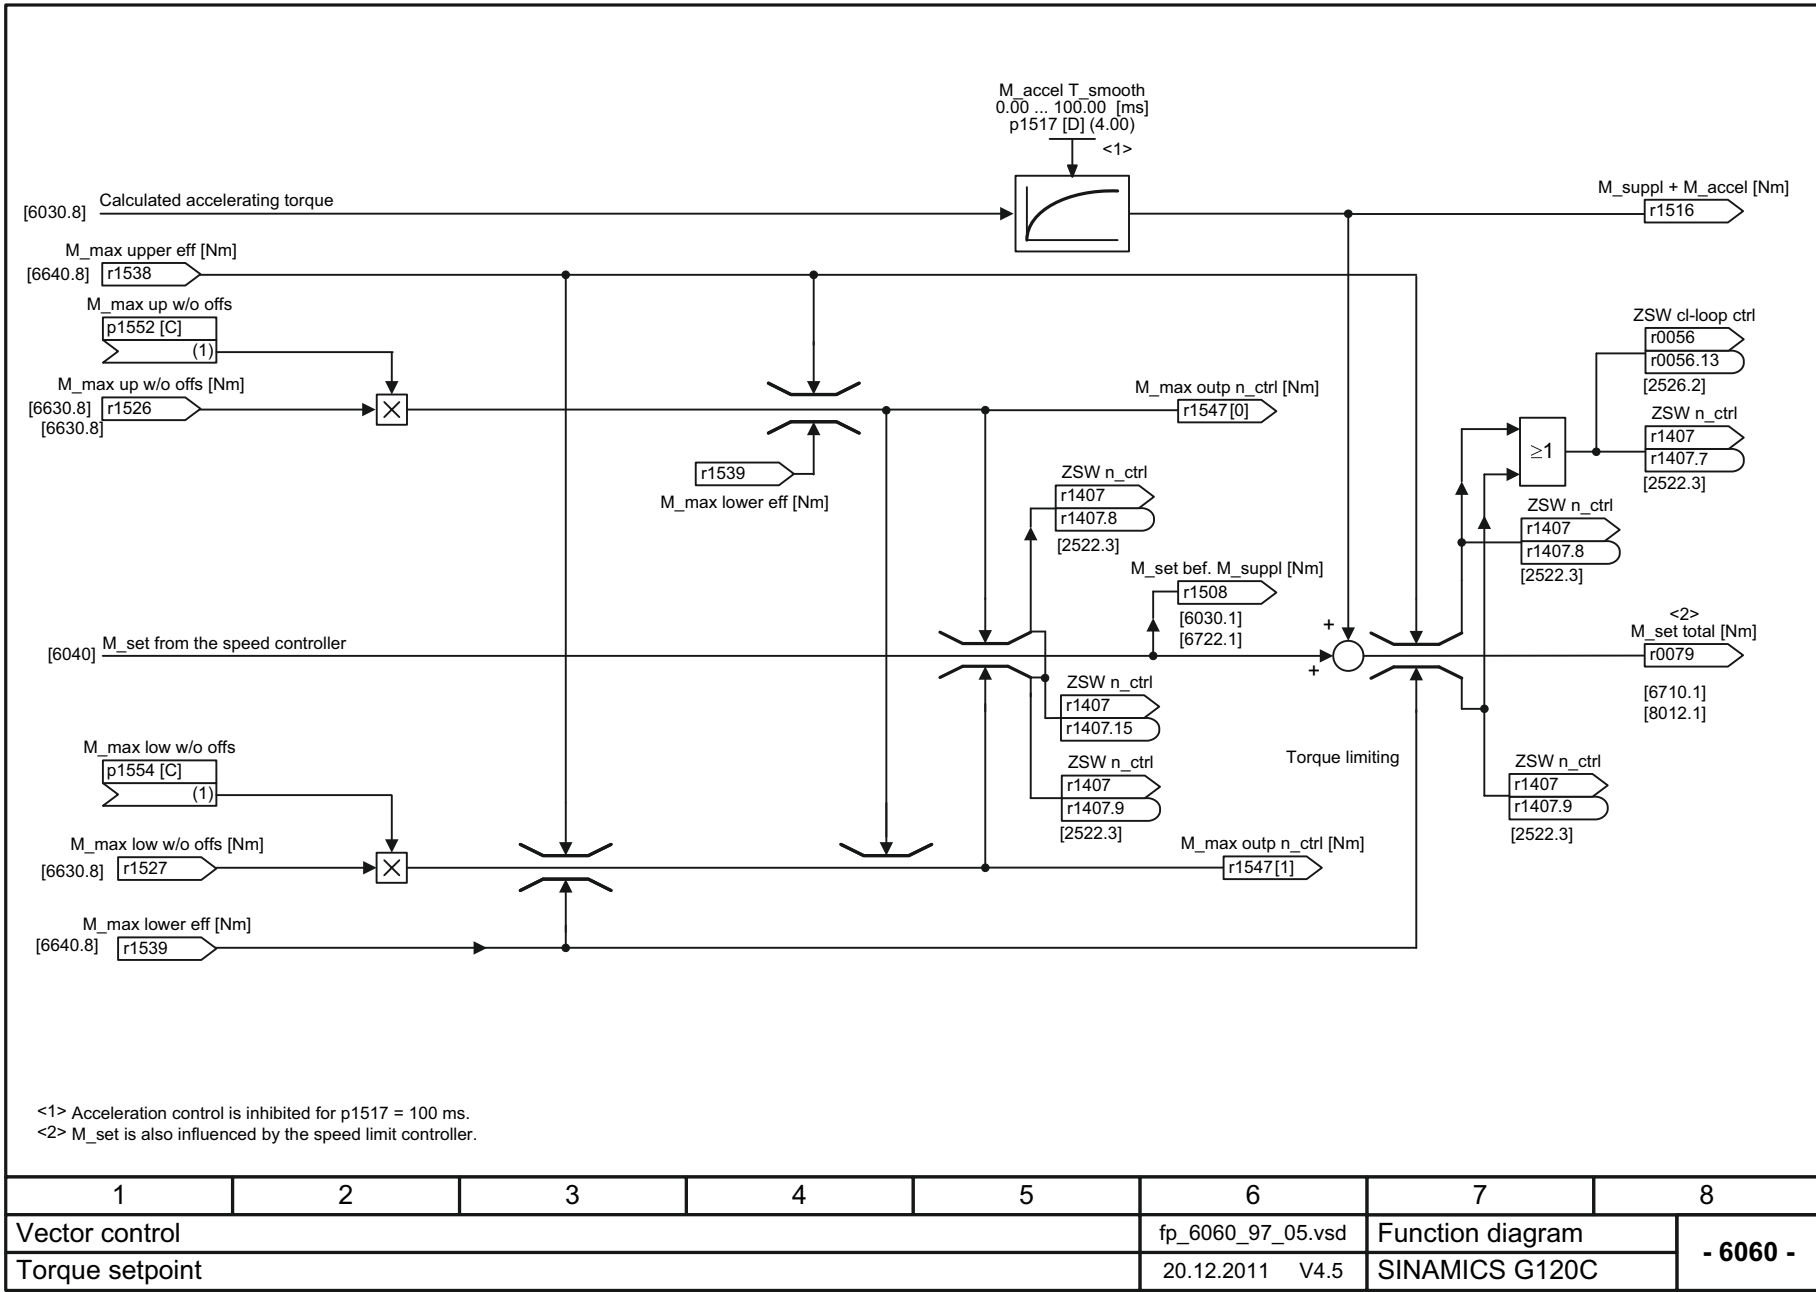 M_accel T_smooth
0.00 ... 100.00 [ms]
p1517 [D] (4.00)
<1>
[6030.8]
Calculated accelerating torque
M_suppl + M_accel [Nm]
r1516
M_max upper eff [Nm]
[6640.8]
r1538
M_max up w/o offs
p1552 [C]
(1)
M_max up w/o offs [Nm]
[6630.8]
r1526
[6630.8]
×
r1539
M_max lower eff [Nm]
M_max outp n_ctrl [Nm]
r1547[0]
ZSW cl-loop ctrl
r0056
r0056.13
[2526.2]
ZSW n_ctrl
r1407
r1407.7
[2522.3]
≥1
ZSW n_ctrl
r1407
r1407.8
[2522.3]
ZSW n_ctrl
r1407
r1407.8
[2522.3]
M_set bef. M_suppl [Nm]
r1508
[6030.1]
[6722.1]
[6040]
M_set from the speed controller
+
+
<2>
M_set total [Nm]
r0079
[6710.1]
[8012.1]
ZSW n_ctrl
r1407
r1407.15
ZSW n_ctrl
r1407
r1407.9
[2522.3]
Torque limiting
ZSW n_ctrl
r1407
r1407.9
[2522.3]
M_max low w/o offs
p1554 [C]
(1)
M_max low w/o offs [Nm]
[6630.8]
r1527
×
M_max outp n_ctrl [Nm]
r1547[1]
M_max lower eff [Nm]
[6640.8]
r1539
<1> Acceleration control is inhibited for p1517 = 100 ms.
<2> M_set is also influenced by the speed limit controller.
1 2 3 4 5 6 7 8
Vector control
fp_6060_97_05.vsd
Function diagram
- 6060 -
Torque setpoint
20.12.2011 V4.5
SINAMICS G120C